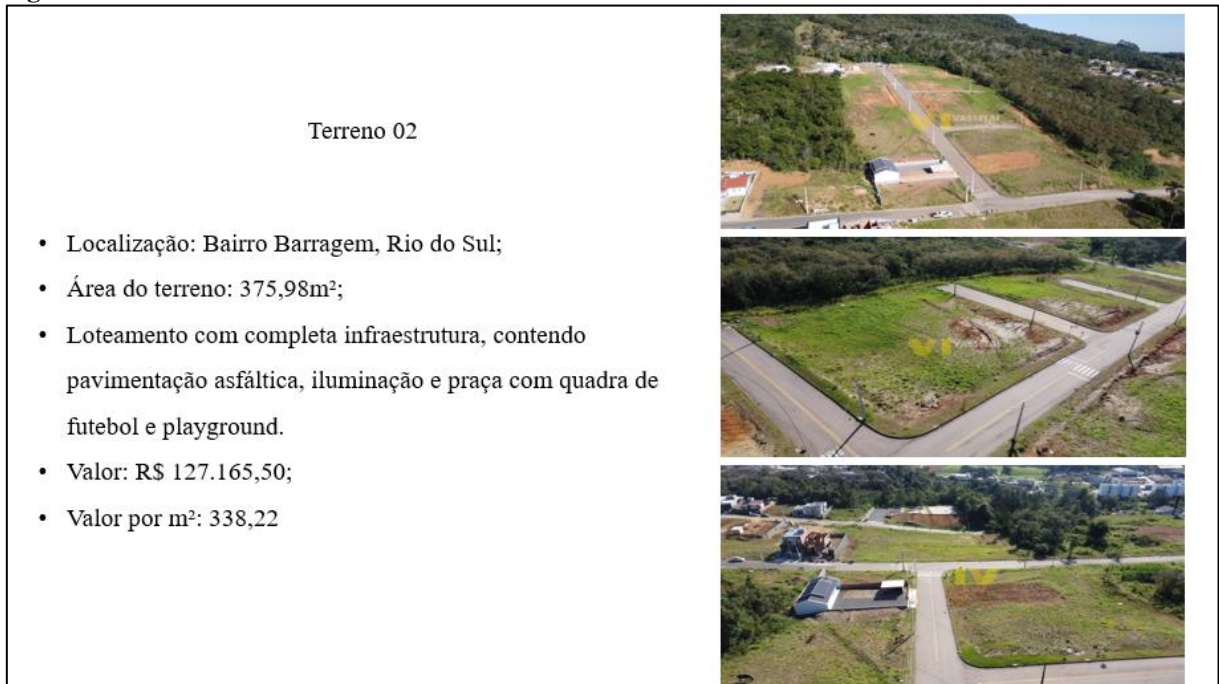 Terreno 02
• Localização: Bairro Barragem, Rio do Sul;
• Área do terreno: 375,98m²;
• Loteamento com completa infraestrutura, contendo
pavimentação asfáltica, iluminação e praça com quadra de
futebol e playground.
• Valor: R$ 127.165,50;
• Valor por m²: 338,22